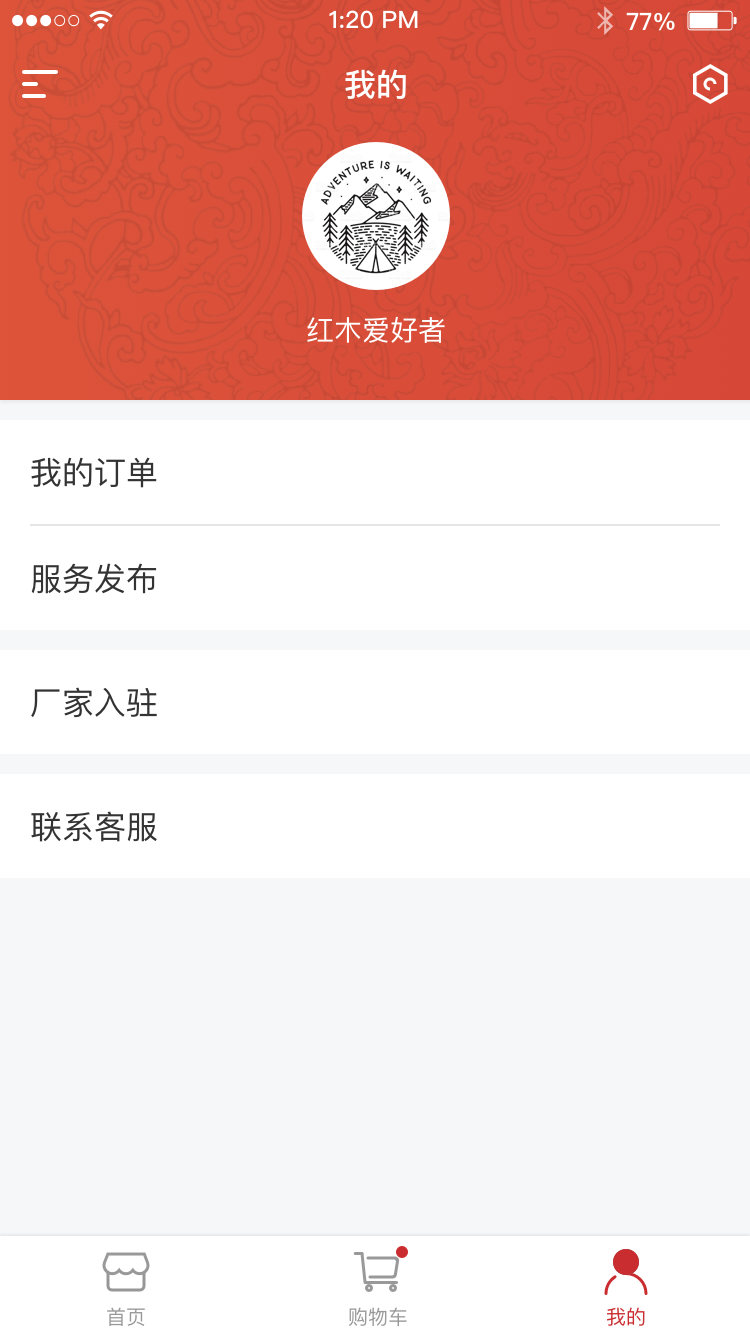 1:20 PM
77%
我的
ADVENTURE IS WAITING
红木爱好者
我的订单
服务发布
厂家入驻
联系客服
首页
购物车
我的